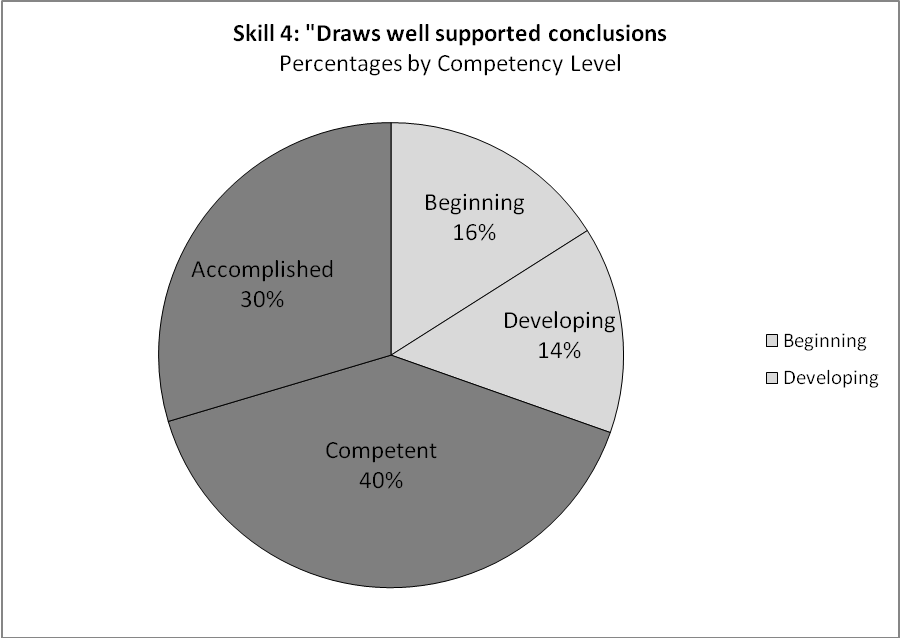 Skill 4: "Draws well supported conclusions
Percentages by Competency Level
Beginning
16%
Accomplished
30%
Developing
14%
Competent
40%
Beginning
Developing